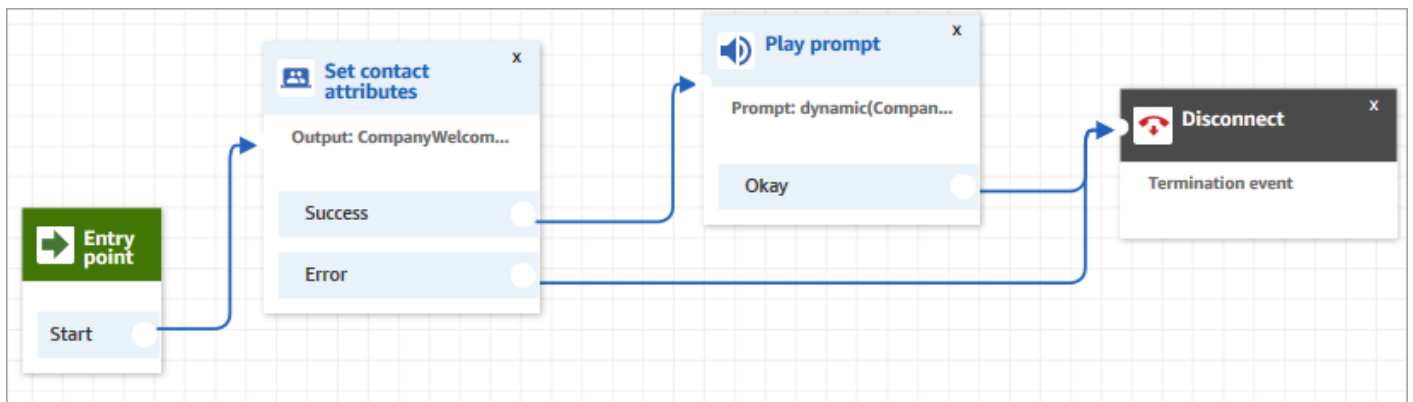 Entry
point
Start
x
Set contact
attributes
Output: CompanyWelcom...
Success
Error
x
Play prompt
Prompt: dynamic(Compan...
Okay
x
Disconnect
Termination event